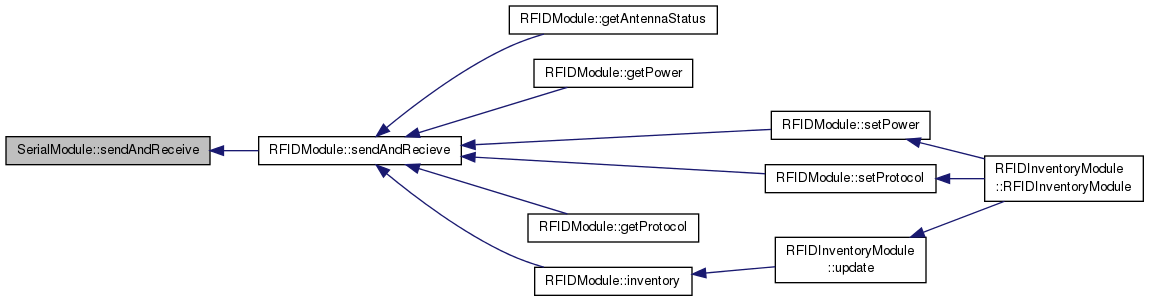 RFIDModule::getAntennaStatus
RFIDModule::getPower
RFIDModule::setPower
SerialModule::sendAndReceive
RFIDModule::sendAndRecieve
RFIDInventoryModule
::RFIDInventoryModule
RFIDModule::setProtocol
RFIDModule::getProtocol
RFIDInventoryModule
::update
RFIDModule::inventory